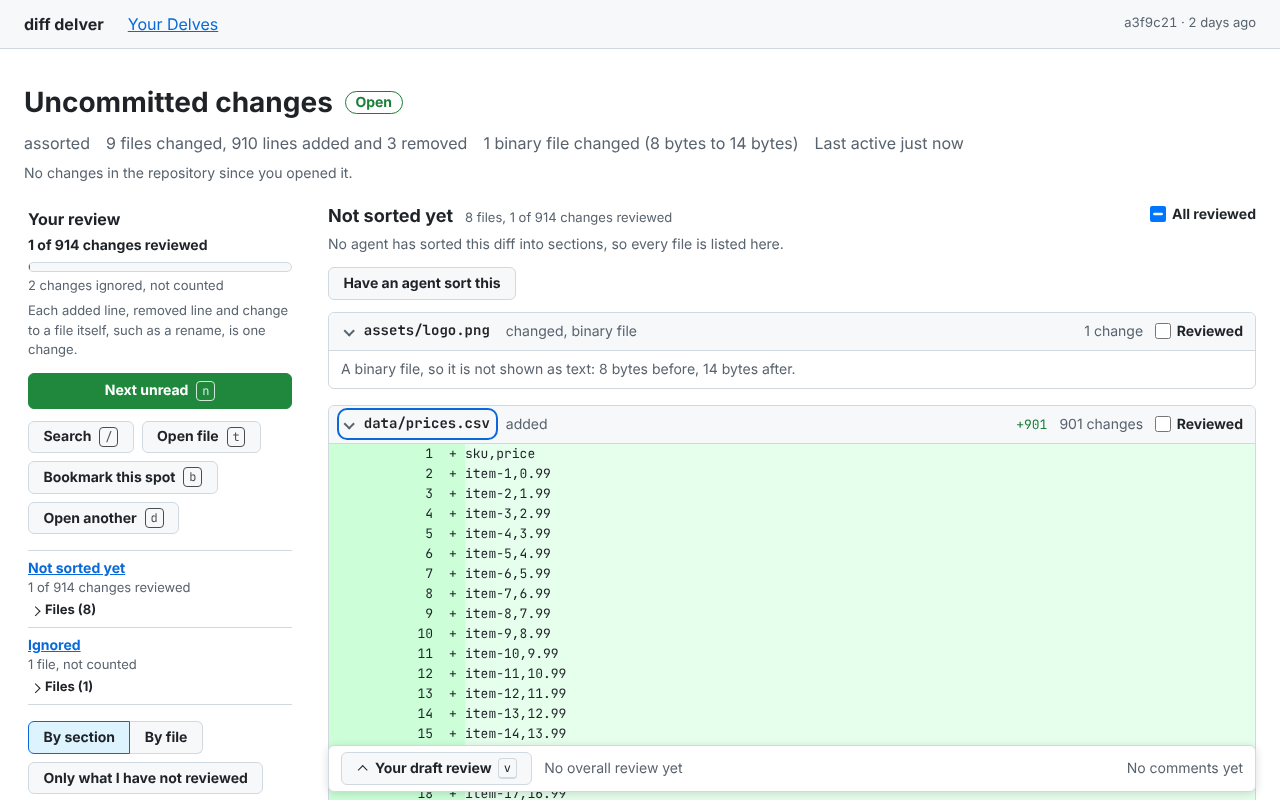 diff delver Your Delves a3f9c21 · 2 days ago
Uncommitted changes Open
assorted 9 files changed, 910 lines added and 3 removed 1 binary file changed (8 bytes to 14 bytes) Last active just now
No changes in the repository since you opened it.
Your review
1 of 914 changes reviewed
2 changes ignored, not counted
Each added line, removed line and change
to a file itself, such as a rename, is one
change.
Next unread n
Search / Open file t
Bookmark this spot b
Open another d
Not sorted yet
1 of 914 changes reviewed
Files (8)
Ignored
1 file, not counted
Files (1)
By section By file
Only what I have not reviewed
Not sorted yet 8 files, 1 of 914 changes reviewed All reviewed
No agent has sorted this diff into sections, so every file is listed here.
Have an agent sort this
assets/logo.png changed, binary file 1 change Reviewed
A binary file, so it is not shown as text: 8 bytes before, 14 bytes after.
data/prices.csv added +901 901 changes Reviewed
1 + sku,price
2 + item-1,0.99
3 + item-2,1.99
4 + item-3,2.99
5 + item-4,3.99
6 + item-5,4.99
7 + item-6,5.99
8 + item-7,6.99
9 + item-8,7.99
10 + item-9,8.99
11 + item-10,9.99
12 + item-11,10.99
13 + item-12,11.99
14 + item-13,12.99
15 + item-14,13.99
Your draft review v No overall review yet No comments yet
18 + item-17,16.99